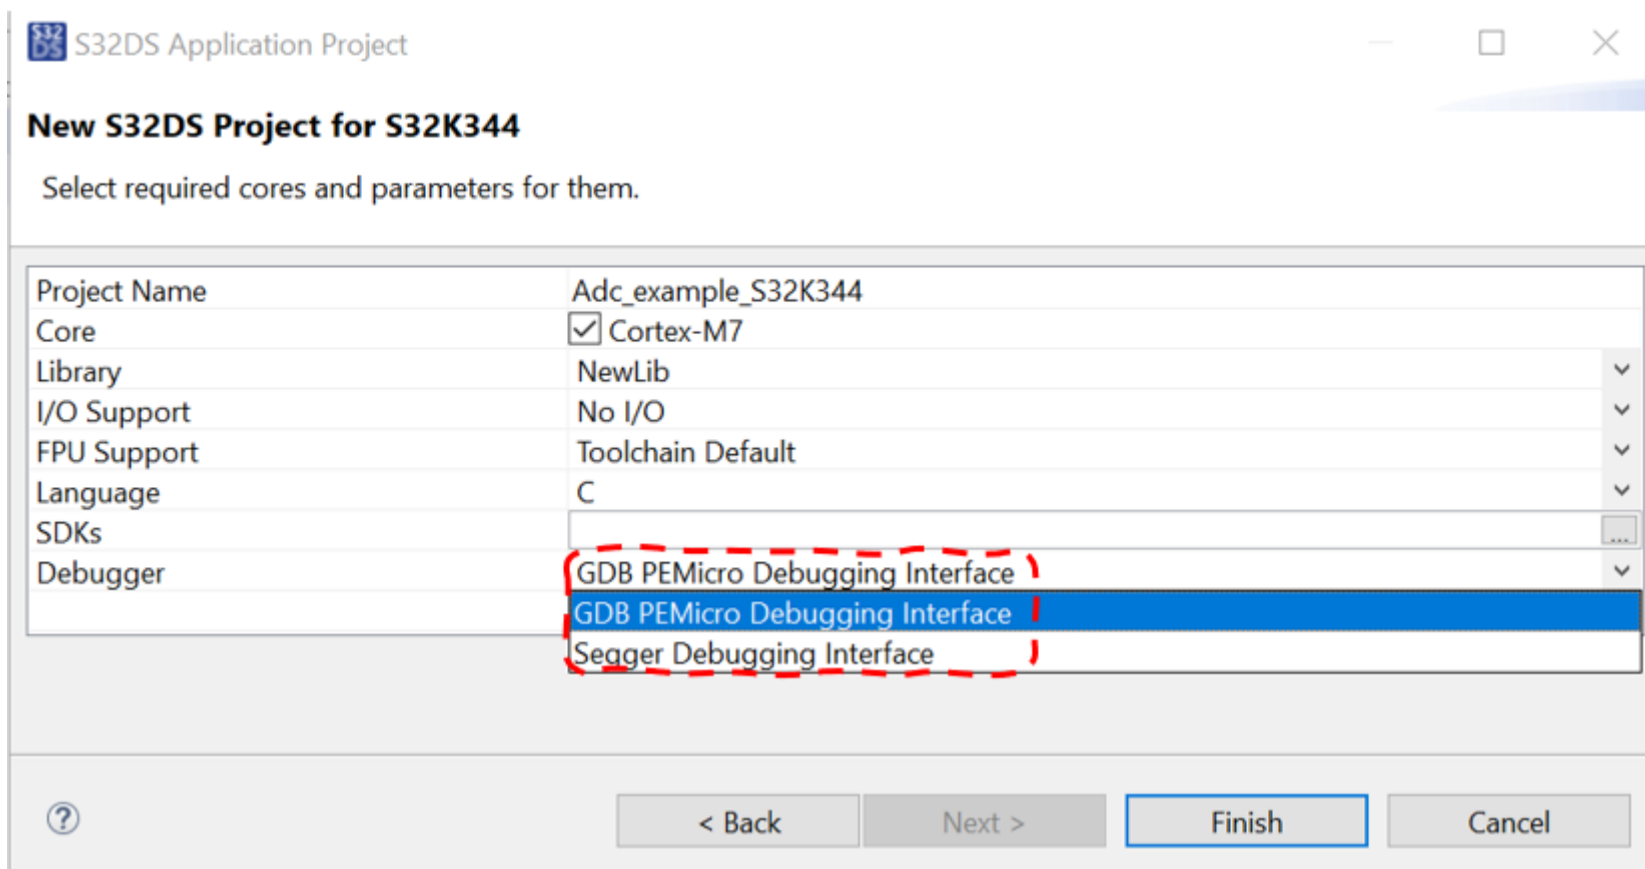 S32DS S32DS Application Project
New S32DS Project for S32K344
Select required cores and parameters for them.
Project Name Adc_example_S32K344
Core Cortex-M7
Library NewLib
I/O Support No I/O
FPU Support Toolchain Default
Language C
SDKs ...
Debugger GDB PEMicro Debugging Interface
GDB PEMicro Debugging Interface
Segger Debugging Interface
? < Back Next > Finish Cancel